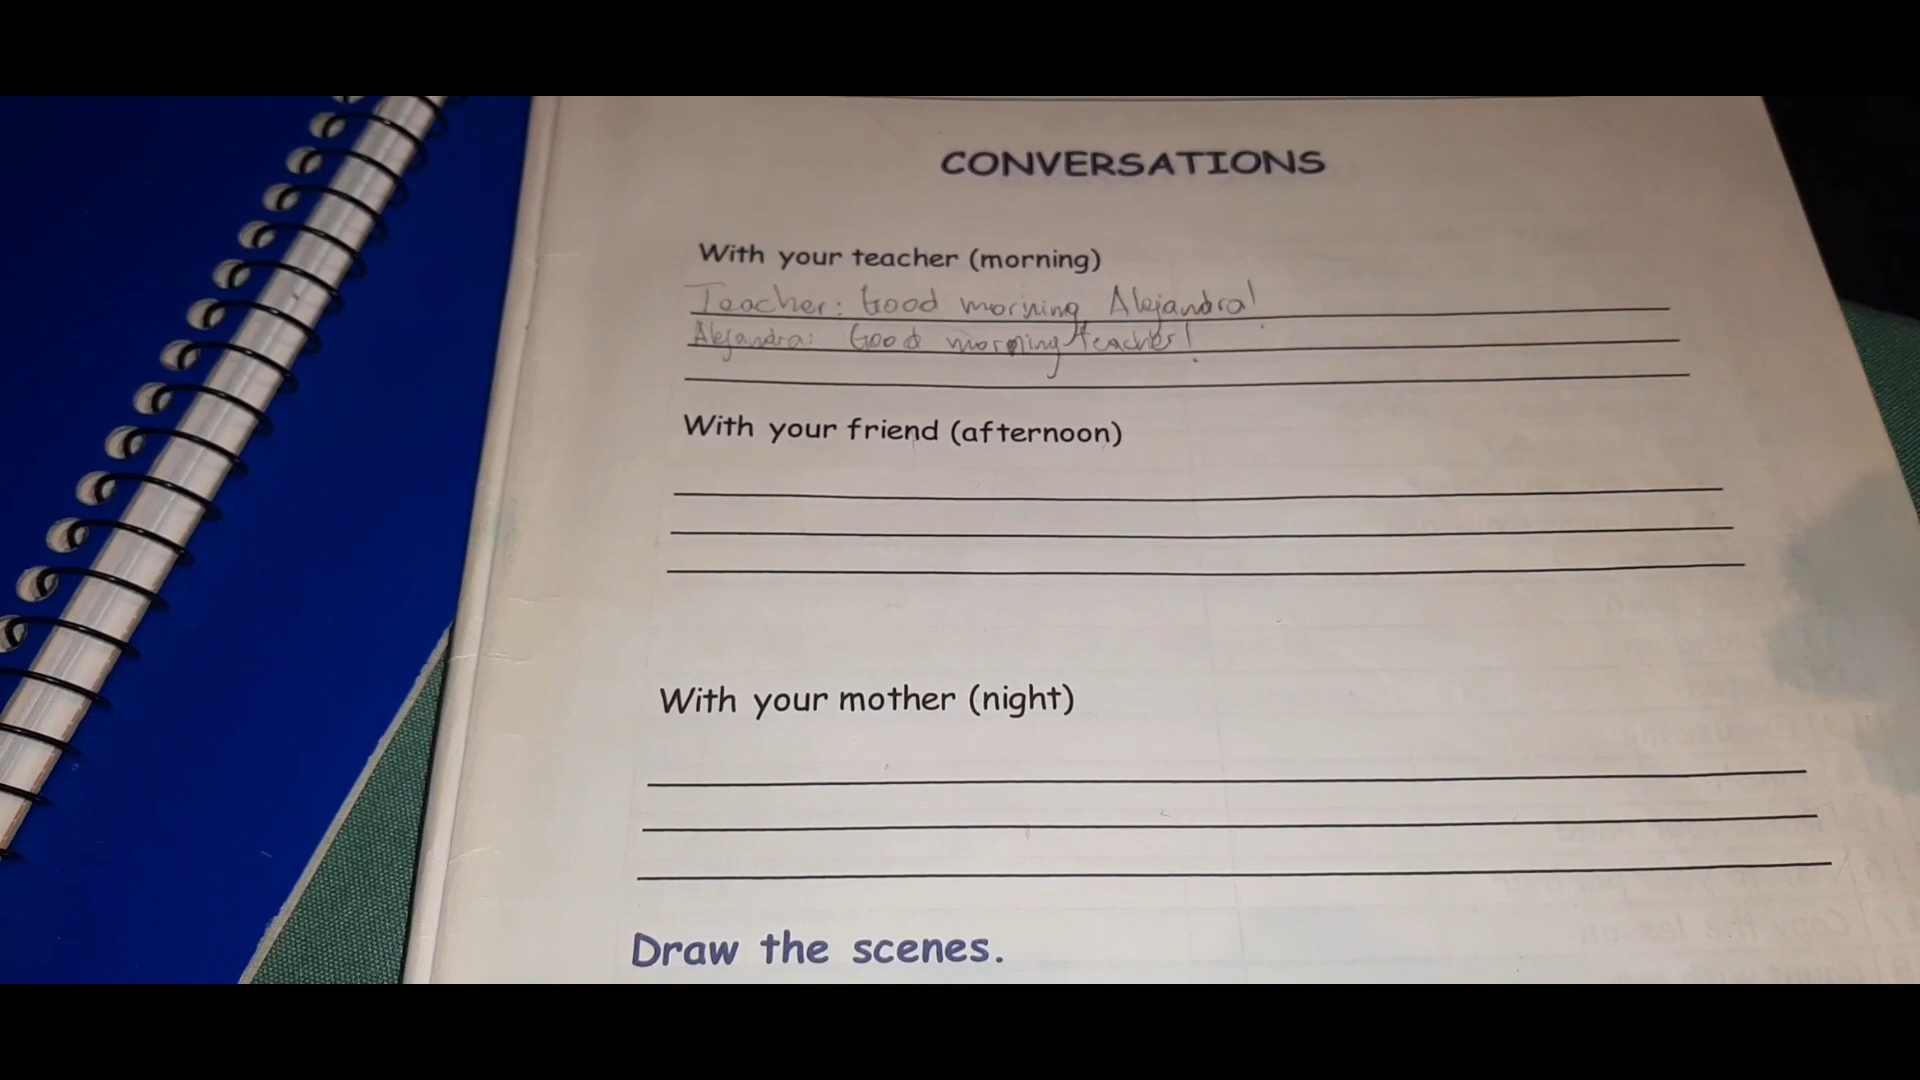 CONVERSATIONS
With your teacher (morning)
Teacher: Good morning, Alejandra!
Alejandra: Good morning teacher!
With your friend (afternoon)
With your mother (night)
Draw the scenes.